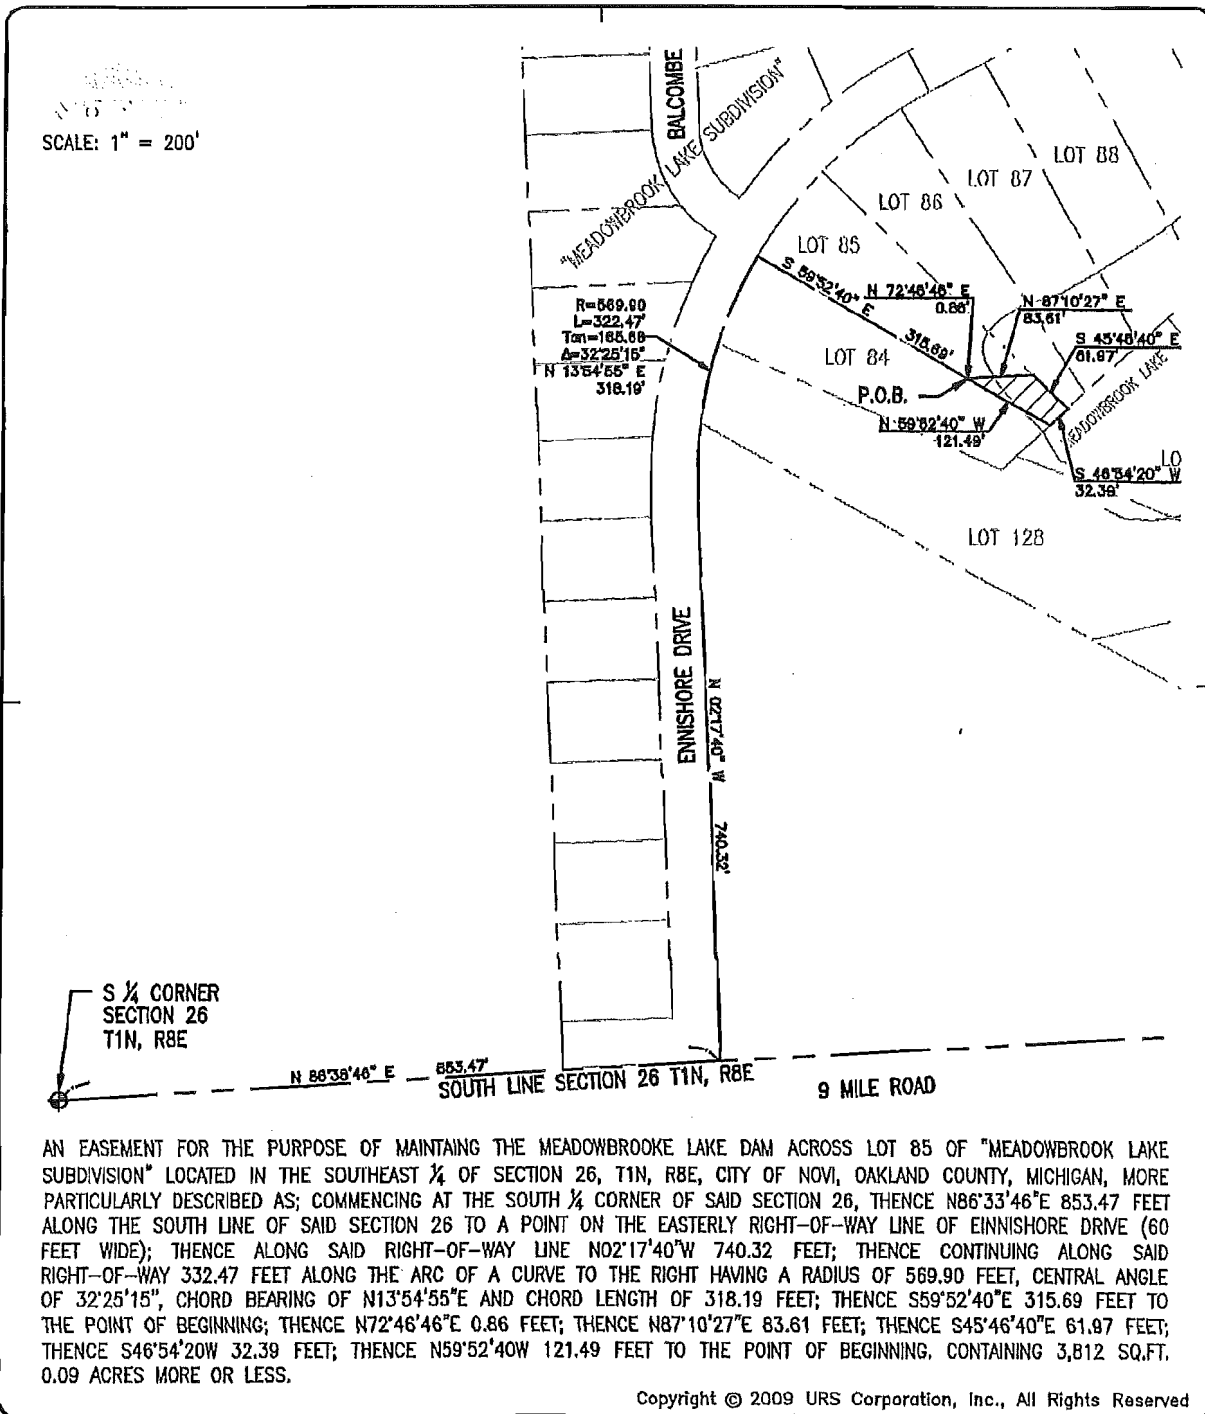 SCALE: 1" = 200'
BALCOMBE
"MEADOWBROOK LAKE SUBDIVISION"
LOT 88
LOT 87
LOT 86
LOT 85
S 59°52'40" E
315.69'
N 72°46'46" E
0.86'
N 87°10'27" E
83.61'
S 45°46'40" E
61.97'
R=569.90
L=322.47'
Tan=165.68
Δ=32°25'15"
N 13°54'55" E
318.19'
LOT 84
P.O.B.
MEADOWBROOK LAKE
N 59°52'40" W
121.49'
LO
S 46°54'20" W
32.39'
LOT 128
ENNISHORE DRIVE
N 02°17'40" W
740.32'
S ¼ CORNER
SECTION 26
T1N, R8E
N 86°38'46" E
853.47'
SOUTH LINE SECTION 26 T1N, R8E
9 MILE ROAD
AN EASEMENT FOR THE PURPOSE OF MAINTAING THE MEADOWBROOKE LAKE DAM ACROSS LOT 85 OF "MEADOWBROOK LAKE
SUBDIVISION" LOCATED IN THE SOUTHEAST ¼ OF SECTION 26, T1N, R8E, CITY OF NOVI, OAKLAND COUNTY, MICHIGAN, MORE
PARTICULARLY DESCRIBED AS; COMMENCING AT THE SOUTH ¼ CORNER OF SAID SECTION 26, THENCE N86°33'46"E 853.47 FEET
ALONG THE SOUTH LINE OF SAID SECTION 26 TO A POINT ON THE EASTERLY RIGHT-OF-WAY LINE OF EINNISHORE DRIVE (60
FEET WIDE); THENCE ALONG SAID RIGHT-OF-WAY LINE N02°17'40"W 740.32 FEET; THENCE CONTINUING ALONG SAID
RIGHT-OF-WAY 332.47 FEET ALONG THE ARC OF A CURVE TO THE RIGHT HAVING A RADIUS OF 569.90 FEET, CENTRAL ANGLE
OF 32°25'15", CHORD BEARING OF N13°54'55"E AND CHORD LENGTH OF 318.19 FEET; THENCE S59°52'40"E 315.69 FEET TO
THE POINT OF BEGINNING; THENCE N72°46'46"E 0.86 FEET; THENCE N87°10'27"E 83.61 FEET; THENCE S45°46'40"E 61.97 FEET;
THENCE S46°54'20W 32.39 FEET; THENCE N59°52'40W 121.49 FEET TO THE POINT OF BEGINNING, CONTAINING 3,812 SQ.FT.
0.09 ACRES MORE OR LESS.
Copyright © 2009 URS Corporation, Inc., All Rights Reserved